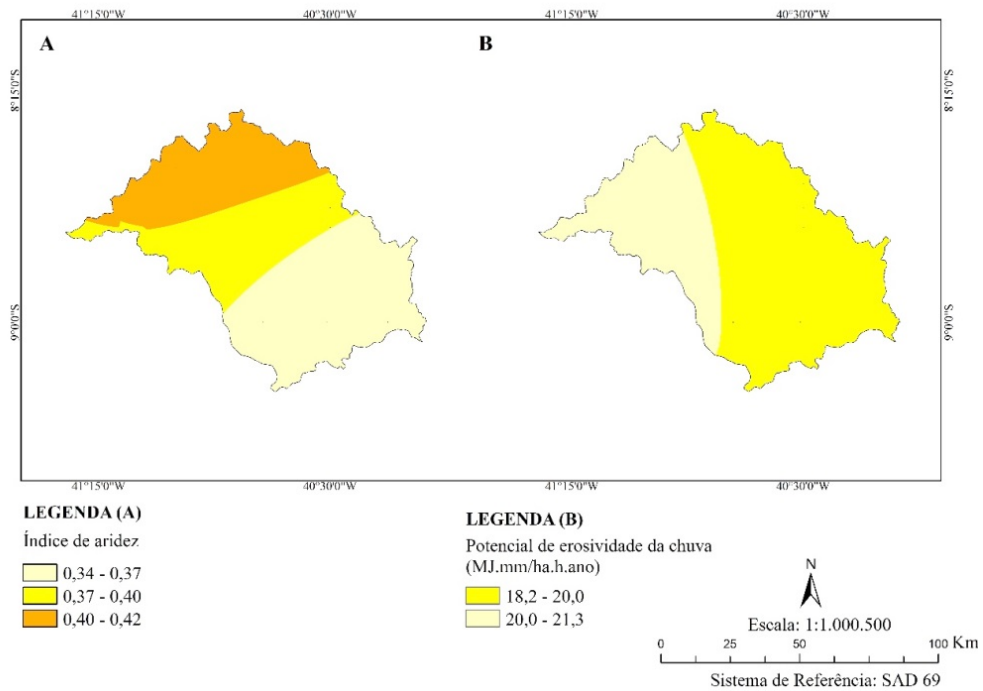 41°15'0"W 40°30'0"W 41°15'0"W 40°30'0"W
A
B
8°15'0"S
8°15'0"S
9°0'0"S
9°0'0"S
41°15'0"W 40°30'0"W 41°15'0"W 40°30'0"W
LEGENDA (A)
Índice de aridez
0,34 - 0,37
0,37 - 0,40
0,40 - 0,42
LEGENDA (B)
Potencial de erosividade da chuva
(MJ.mm/ha.h.ano)
18,2 - 20,0
20,0 - 21,3
N
Escala: 1:1.000.500
0 25 50 100 Km
Sistema de Referência: SAD 69